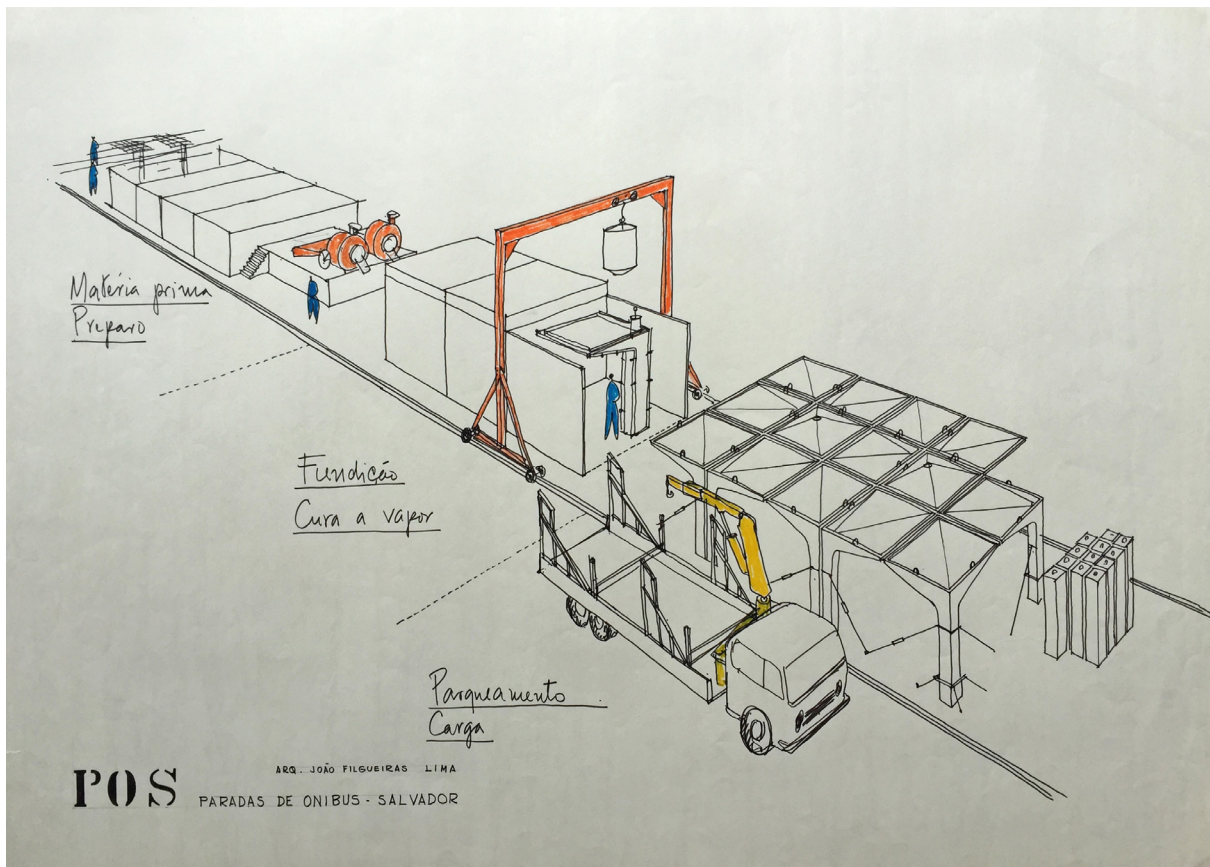 Matéria prima
Preparo
Fundição
Cura a vapor
Parqueamento
Carga
POS
ARQ. JOÃO FILGUEIRAS LIMA
PARADAS DE ONIBUS - SALVADOR